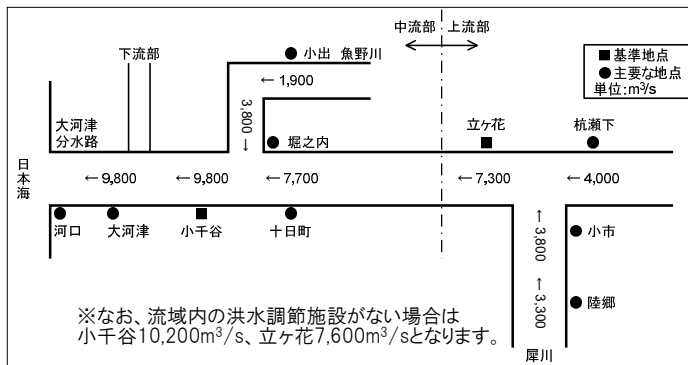 中流部 上流部
下流部
小出 魚野川
←1,900
■基準地点
●主要な地点
単位:m³/s
大河津
分水路
3,800→
堀之内
立ヶ花
杭瀬下
日本海
←9,800
←9,800
←7,700
←7,300
←4,000
河口
大河津
小千谷
十日町
←3,800
小市
←3,300
陸郷
※なお、流域内の洪水調節施設がない場合は
小千谷10,200m³/s、立ヶ花7,600m³/sとなります。
犀川